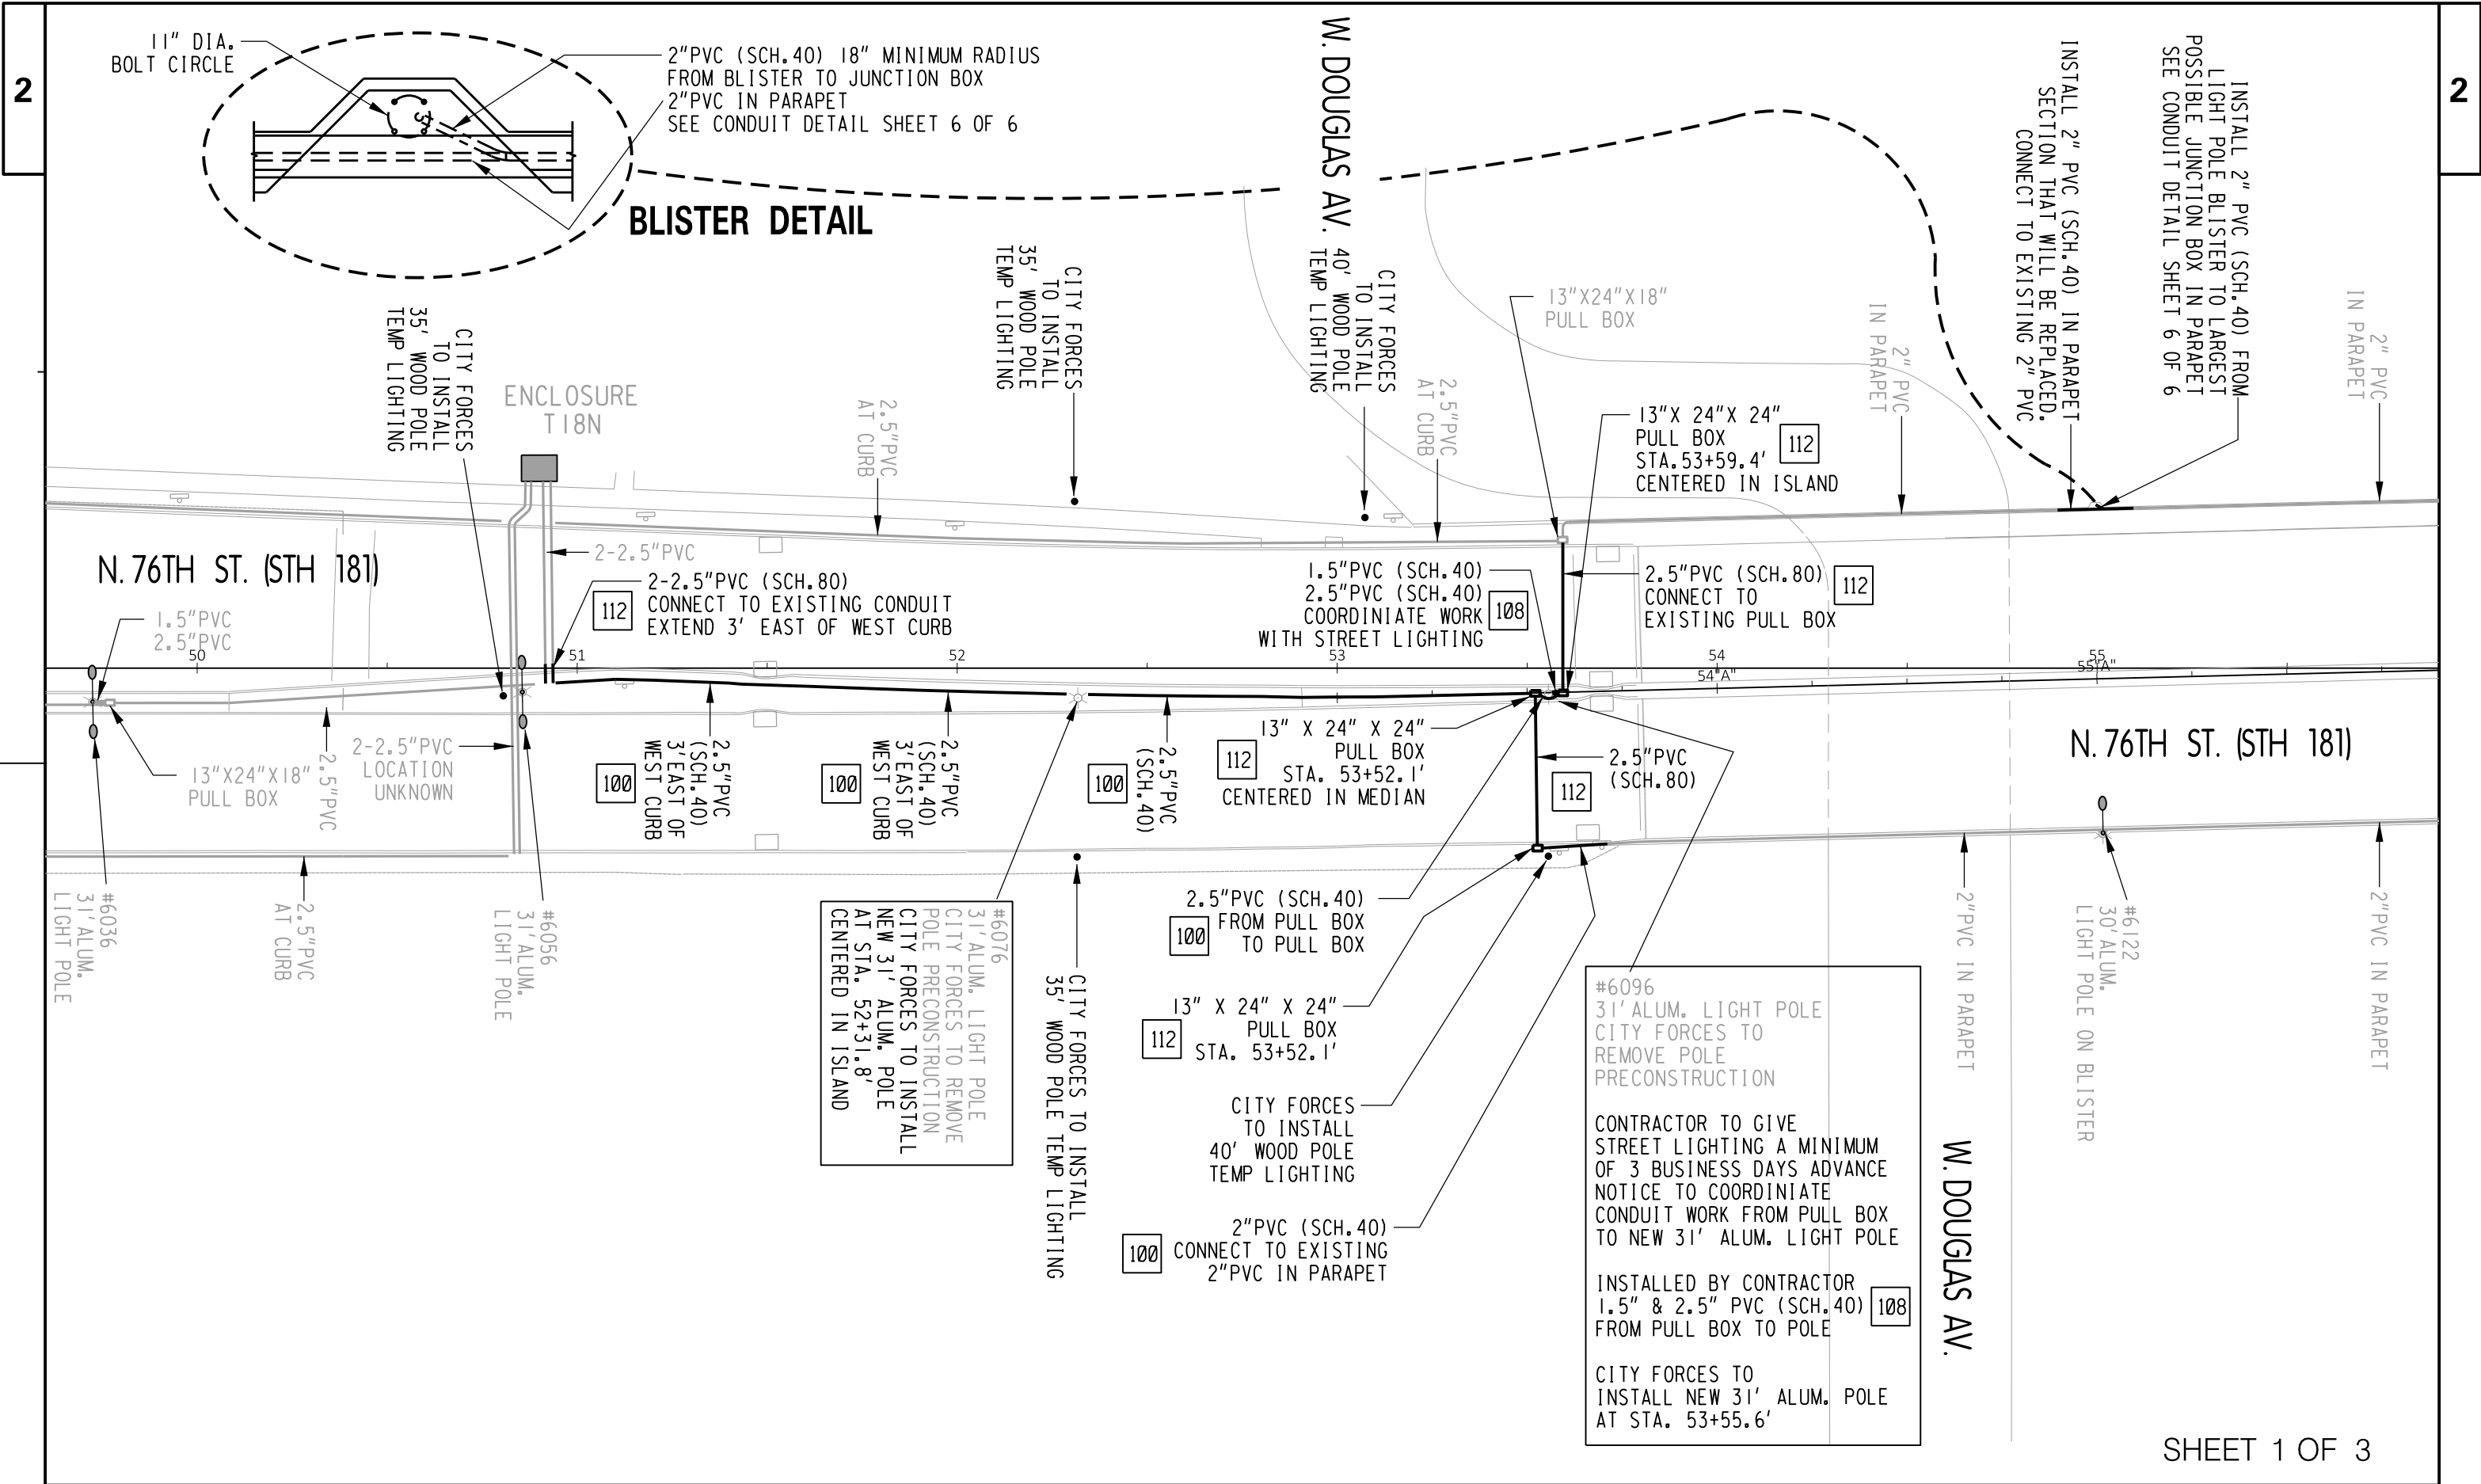 2
2
11" DIA.
BOLT CIRCLE
2"PVC (SCH.40) 18" MINIMUM RADIUS
FROM BLISTER TO JUNCTION BOX
2"PVC IN PARAPET
SEE CONDUIT DETAIL SHEET 6 OF 6
S
BLISTER DETAIL
W. DOUGLAS AV.
INSTALL 2" PVC (SCH.40) FROM
LIGHT POLE BLISTER TO LARGEST
POSSIBLE JUNCTION BOX IN PARAPET
SEE CONDUIT DETAIL SHEET 6 OF 6
INSTALL 2" PVC (SCH.40) IN PARAPET
SECTION THAT WILL BE REPLACED.
CONNECT TO EXISTING 2" PVC
2" PVC
IN PARAPET
2" PVC
IN PARAPET
CITY FORCES
TO INSTALL
35' WOOD POLE
TEMP LIGHTING
ENCLOSURE
T18N
2.5"PVC
AT CURB
CITY FORCES
TO INSTALL
35' WOOD POLE
TEMP LIGHTING
CITY FORCES
TO INSTALL
40' WOOD POLE
TEMP LIGHTING
2.5"PVC
AT CURB
13"X24"X18"
PULL BOX
13"X 24"X 24"
PULL BOX
STA.53+59.4'
CENTERED IN ISLAND
112
N. 76TH ST. (STH 181)
2-2.5"PVC
112
2-2.5"PVC (SCH.80)
CONNECT TO EXISTING CONDUIT
EXTEND 3' EAST OF WEST CURB
1.5"PVC (SCH.40)
2.5"PVC (SCH.40)
COORDINIATE WORK
WITH STREET LIGHTING
108
2.5"PVC (SCH.80)
CONNECT TO
EXISTING PULL BOX
112
1.5"PVC
2.5"PVC
50
51
52
53
54
54"A"
55
55"A"
13"X24"X18"
PULL BOX
2.5"PVC
2-2.5"PVC
LOCATION
UNKNOWN
100
2.5"PVC
(SCH.40)
3'EAST OF
WEST CURB
100
2.5"PVC
(SCH.40)
3'EAST OF
WEST CURB
100
2.5"PVC
(SCH.40)
112
13" X 24" X 24"
PULL BOX
STA. 53+52.1'
CENTERED IN MEDIAN
2.5"PVC
(SCH.80)
112
N. 76TH ST. (STH 181)
#6036
31'ALUM.
LIGHT POLE
2.5"PVC
AT CURB
#6056
31'ALUM.
LIGHT POLE
#6076
31'ALUM. LIGHT POLE
CITY FORCES TO REMOVE
POLE PRECONSTRUCTION
CITY FORCES TO INSTALL
NEW 31' ALUM. POLE
AT STA. 52+31.8'
CENTERED IN ISLAND
CITY FORCES TO INSTALL
35' WOOD POLE TEMP LIGHTING
2.5"PVC (SCH.40)
FROM PULL BOX
TO PULL BOX
100
13" X 24" X 24"
PULL BOX
STA. 53+52.1'
112
CITY FORCES
TO INSTALL
40' WOOD POLE
TEMP LIGHTING
2"PVC (SCH.40)
CONNECT TO EXISTING
2"PVC IN PARAPET
100
#6096
31'ALUM. LIGHT POLE
CITY FORCES TO
REMOVE POLE
PRECONSTRUCTION
CONTRACTOR TO GIVE
STREET LIGHTING A MINIMUM
OF 3 BUSINESS DAYS ADVANCE
NOTICE TO COORDINIATE
CONDUIT WORK FROM PULL BOX
TO NEW 31' ALUM. LIGHT POLE
INSTALLED BY CONTRACTOR
1.5" & 2.5" PVC (SCH.40)
FROM PULL BOX TO POLE
108
CITY FORCES TO
INSTALL NEW 31' ALUM. POLE
AT STA. 53+55.6'
2"PVC IN PARAPET
#6122
30'ALUM.
LIGHT POLE ON BLISTER
2"PVC IN PARAPET
W. DOUGLAS AV.
SHEET 1 OF 3